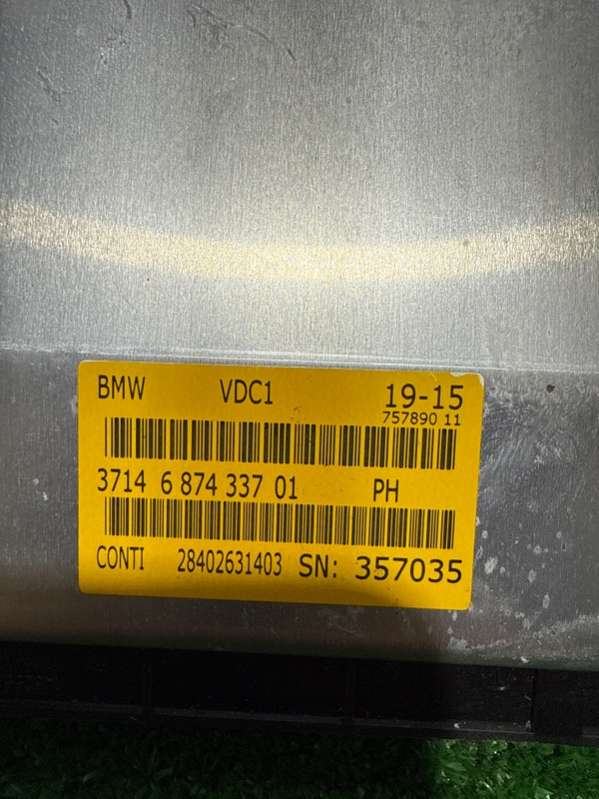 BMW VDC1 19-15
757890 11
3714 6 874 337 01 PH
CONTI 28402631403 SN: 357035